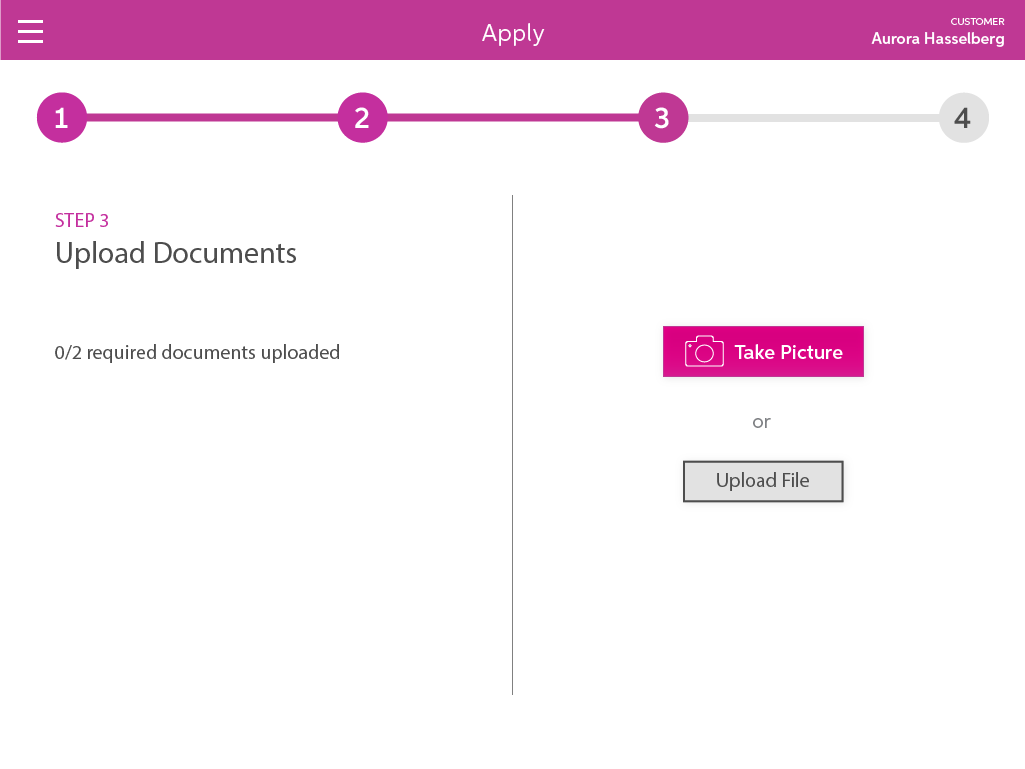 Apply
CUSTOMER
Aurora Hasselberg
1
2
3
4
STEP 3
Upload Documents
0/2 required documents uploaded
Take Picture
or
Upload File